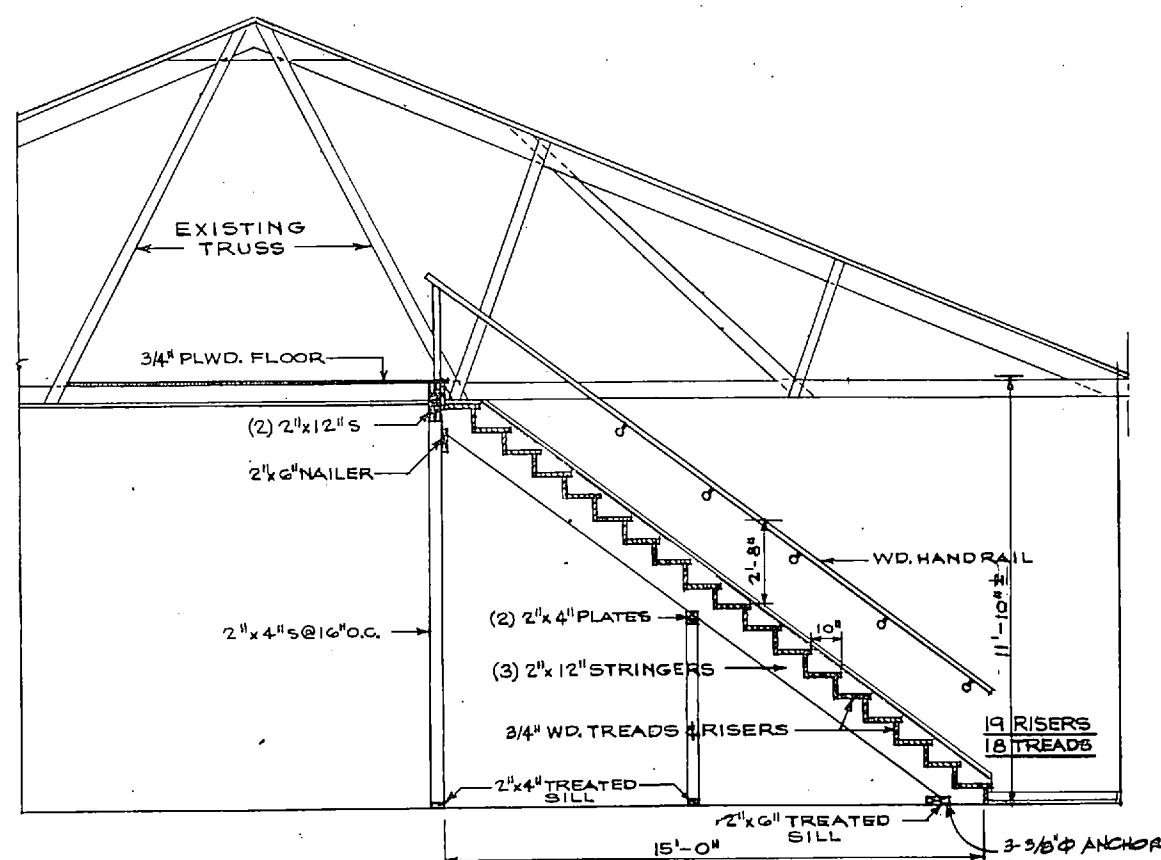 EXISTING
TRUSS
3/4" PLWD. FLOOR
(2) 2"x12"S
2"x6" NAILER
WD. HANDRAIL
2'-8"
11'-10"±
(2) 2"x4" PLATES
10"
2"x4"S@16"O.C.
(3) 2"x12" STRINGERS
3/4" WD. TREADS & RISERS
19 RISERS
18 TREADS
2"x4" TREATED
SILL
2"x6" TREATED
SILL
15'-0"
3-3/8"Φ ANCHOR